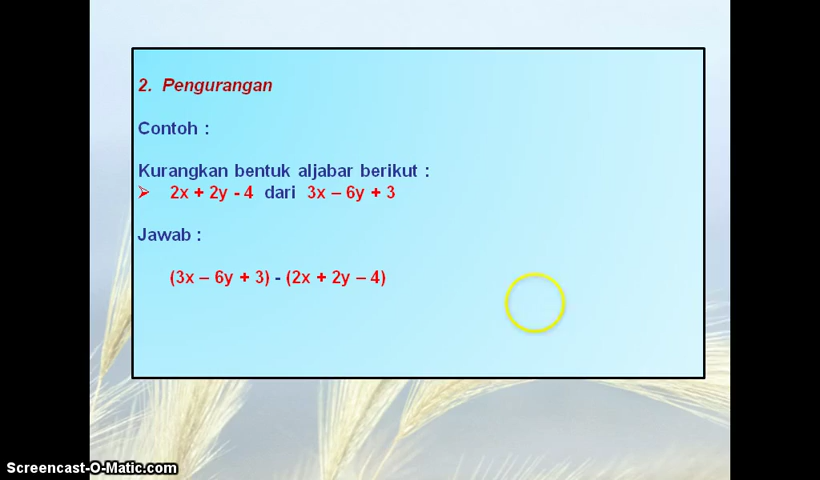 2. Pengurangan
Contoh :
Kurangkan bentuk aljabar berikut :
➢ 2x + 2y - 4 dari 3x – 6y + 3
Jawab :
(3x – 6y + 3) - (2x + 2y – 4)
Screencast-O-Matic.com